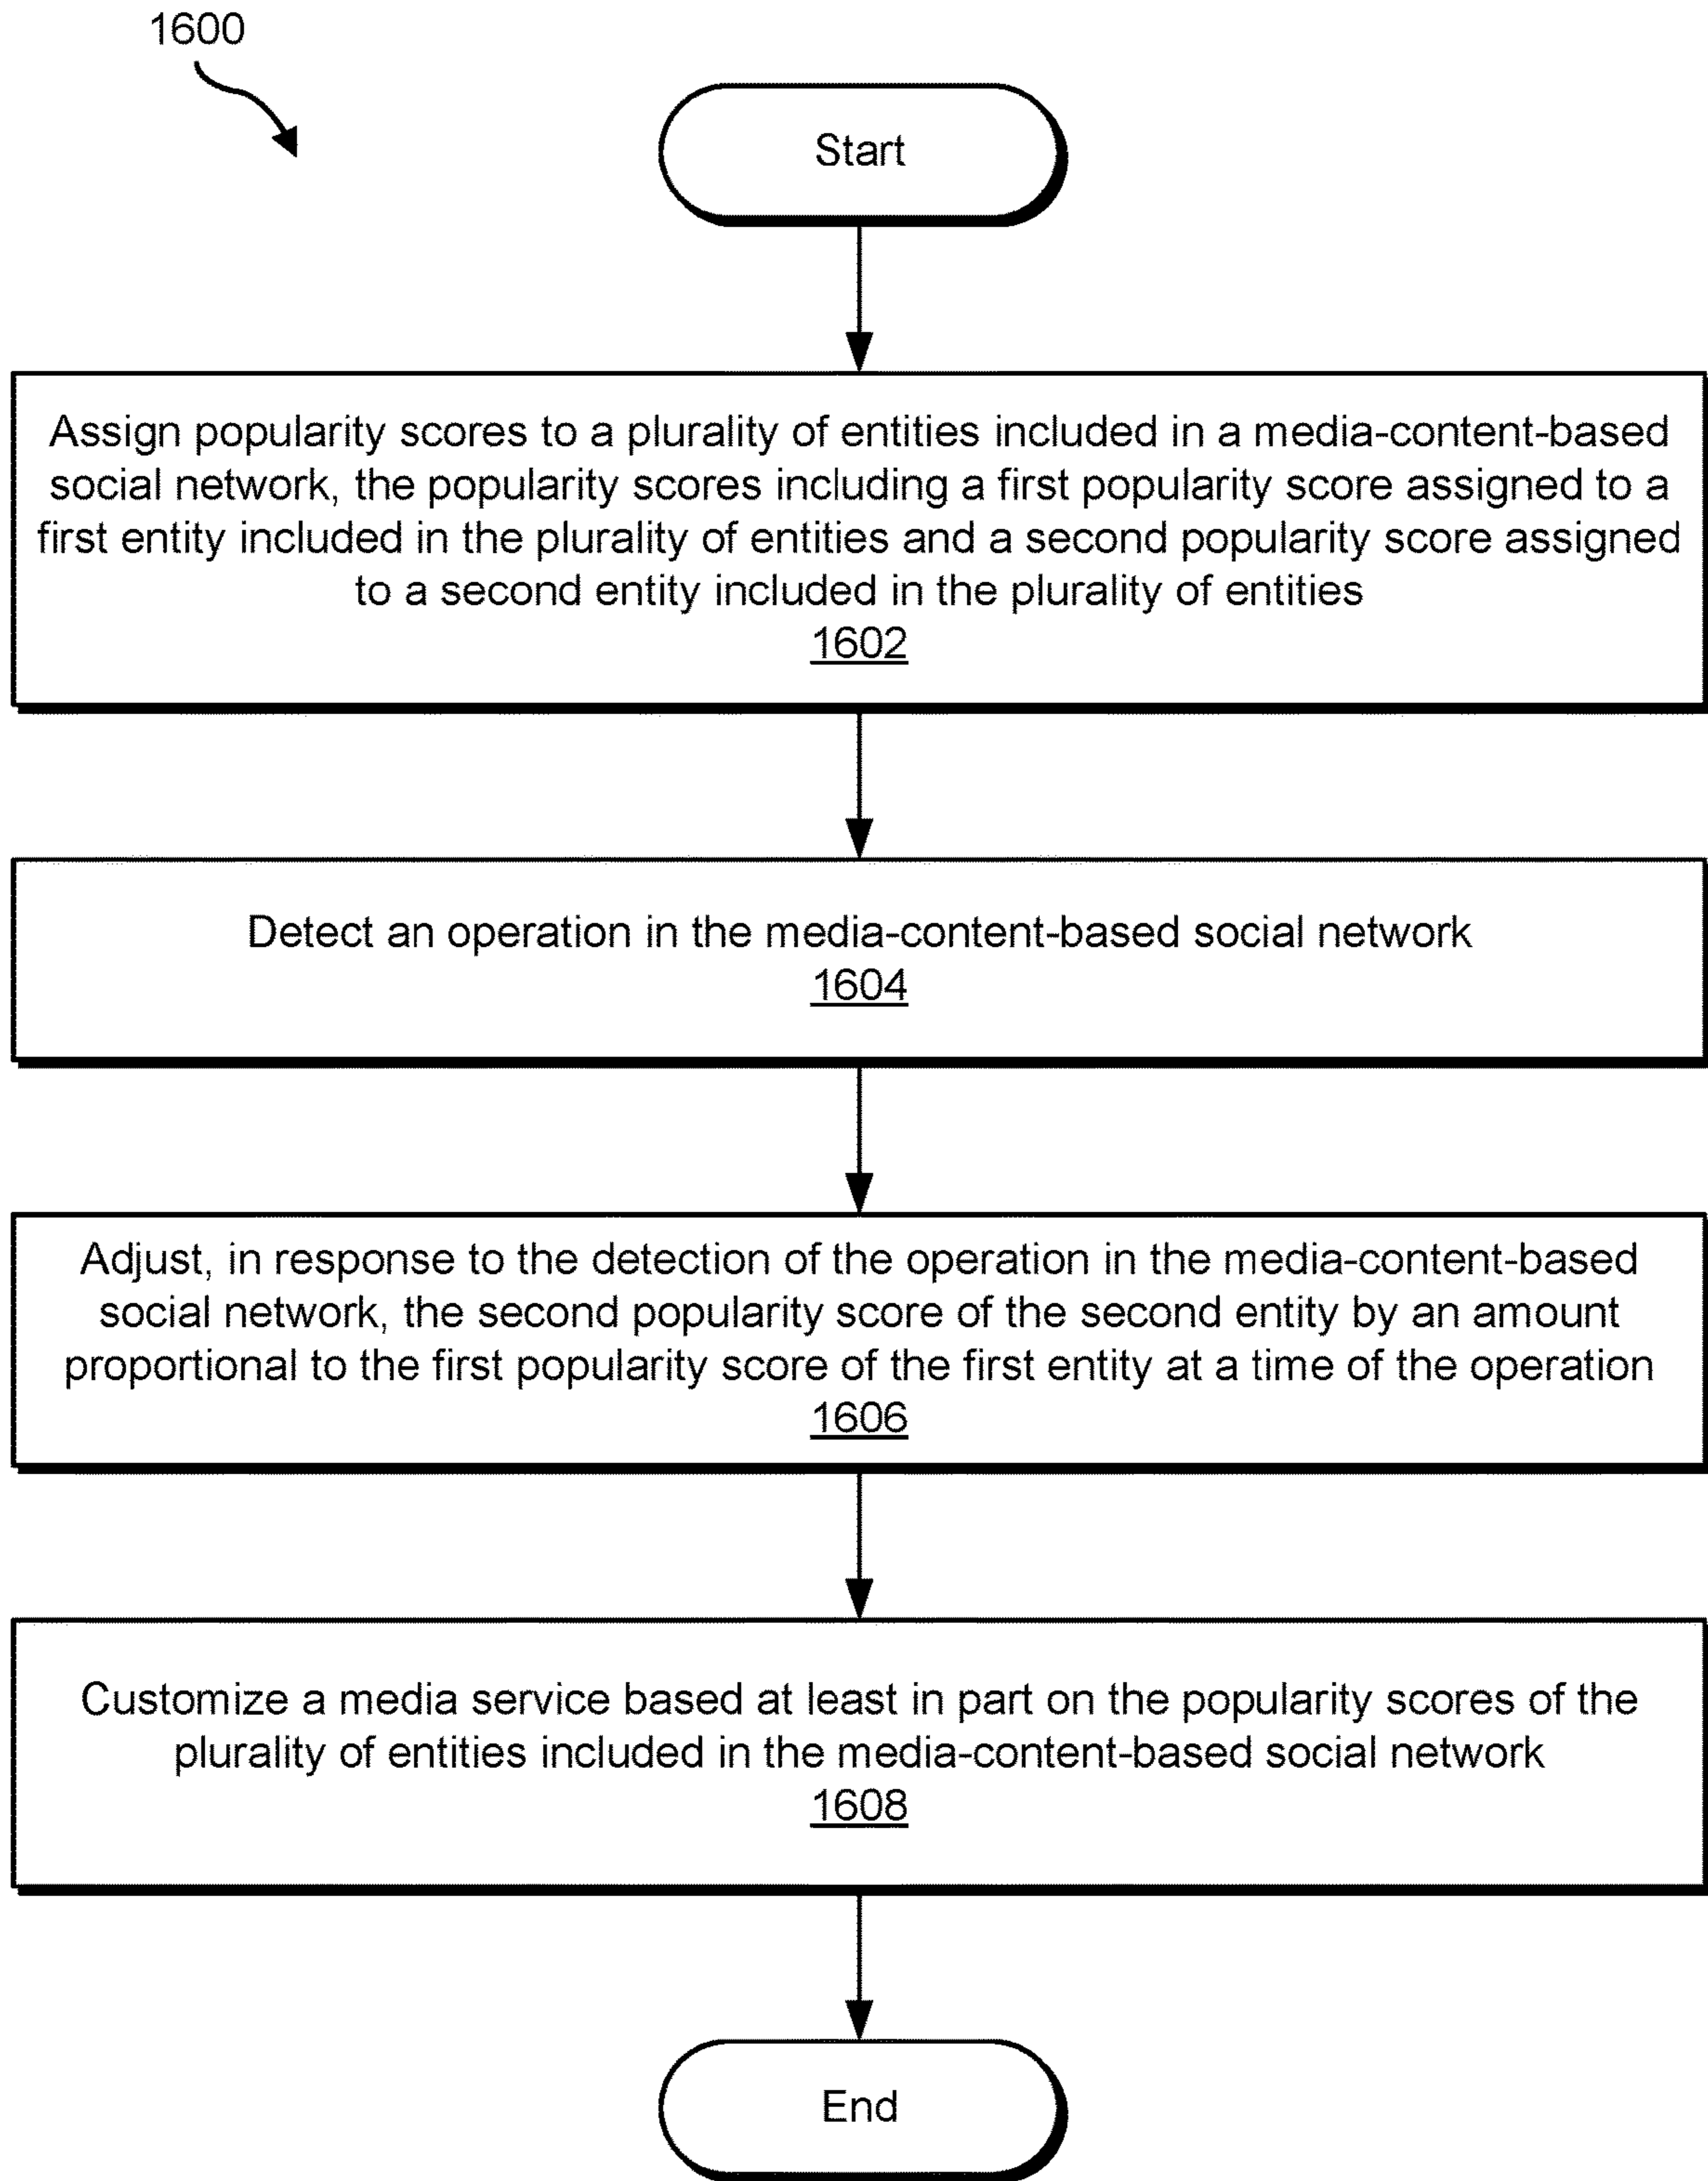 1600
Start
Assign popularity scores to a plurality of entities included in a media-content-based
social network, the popularity scores including a first popularity score assigned to a
first entity included in the plurality of entities and a second popularity score assigned
to a second entity included in the plurality of entities
1602
Detect an operation in the media-content-based social network
1604
Adjust, in response to the detection of the operation in the media-content-based
social network, the second popularity score of the second entity by an amount
proportional to the first popularity score of the first entity at a time of the operation
1606
Customize a media service based at least in part on the popularity scores of the
plurality of entities included in the media-content-based social network
1608
End